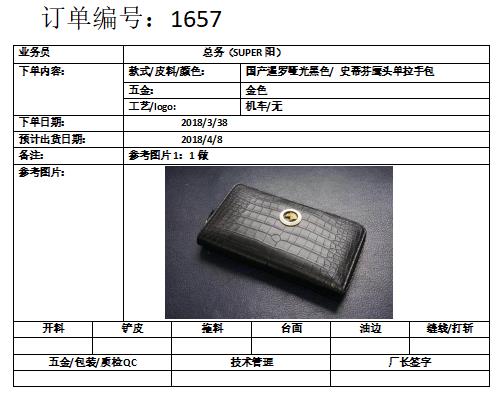 订单编号：1657
业务员 总务（SUPER 阳）
下单内容： 款式/皮料/颜色： 国产暹罗哑光黑色/ 史蒂芬鹰头单拉手包
五金： 金色
工艺/logo: 机车/无
下单日期： 2018/3/38
预计出货日期： 2018/4/8
备注： 参考图片 1：1 做
参考图片：
开料 铲皮 拖料 台面 油边 缝线/打斩
五金/包装/质检QC 技术管理 厂长签字